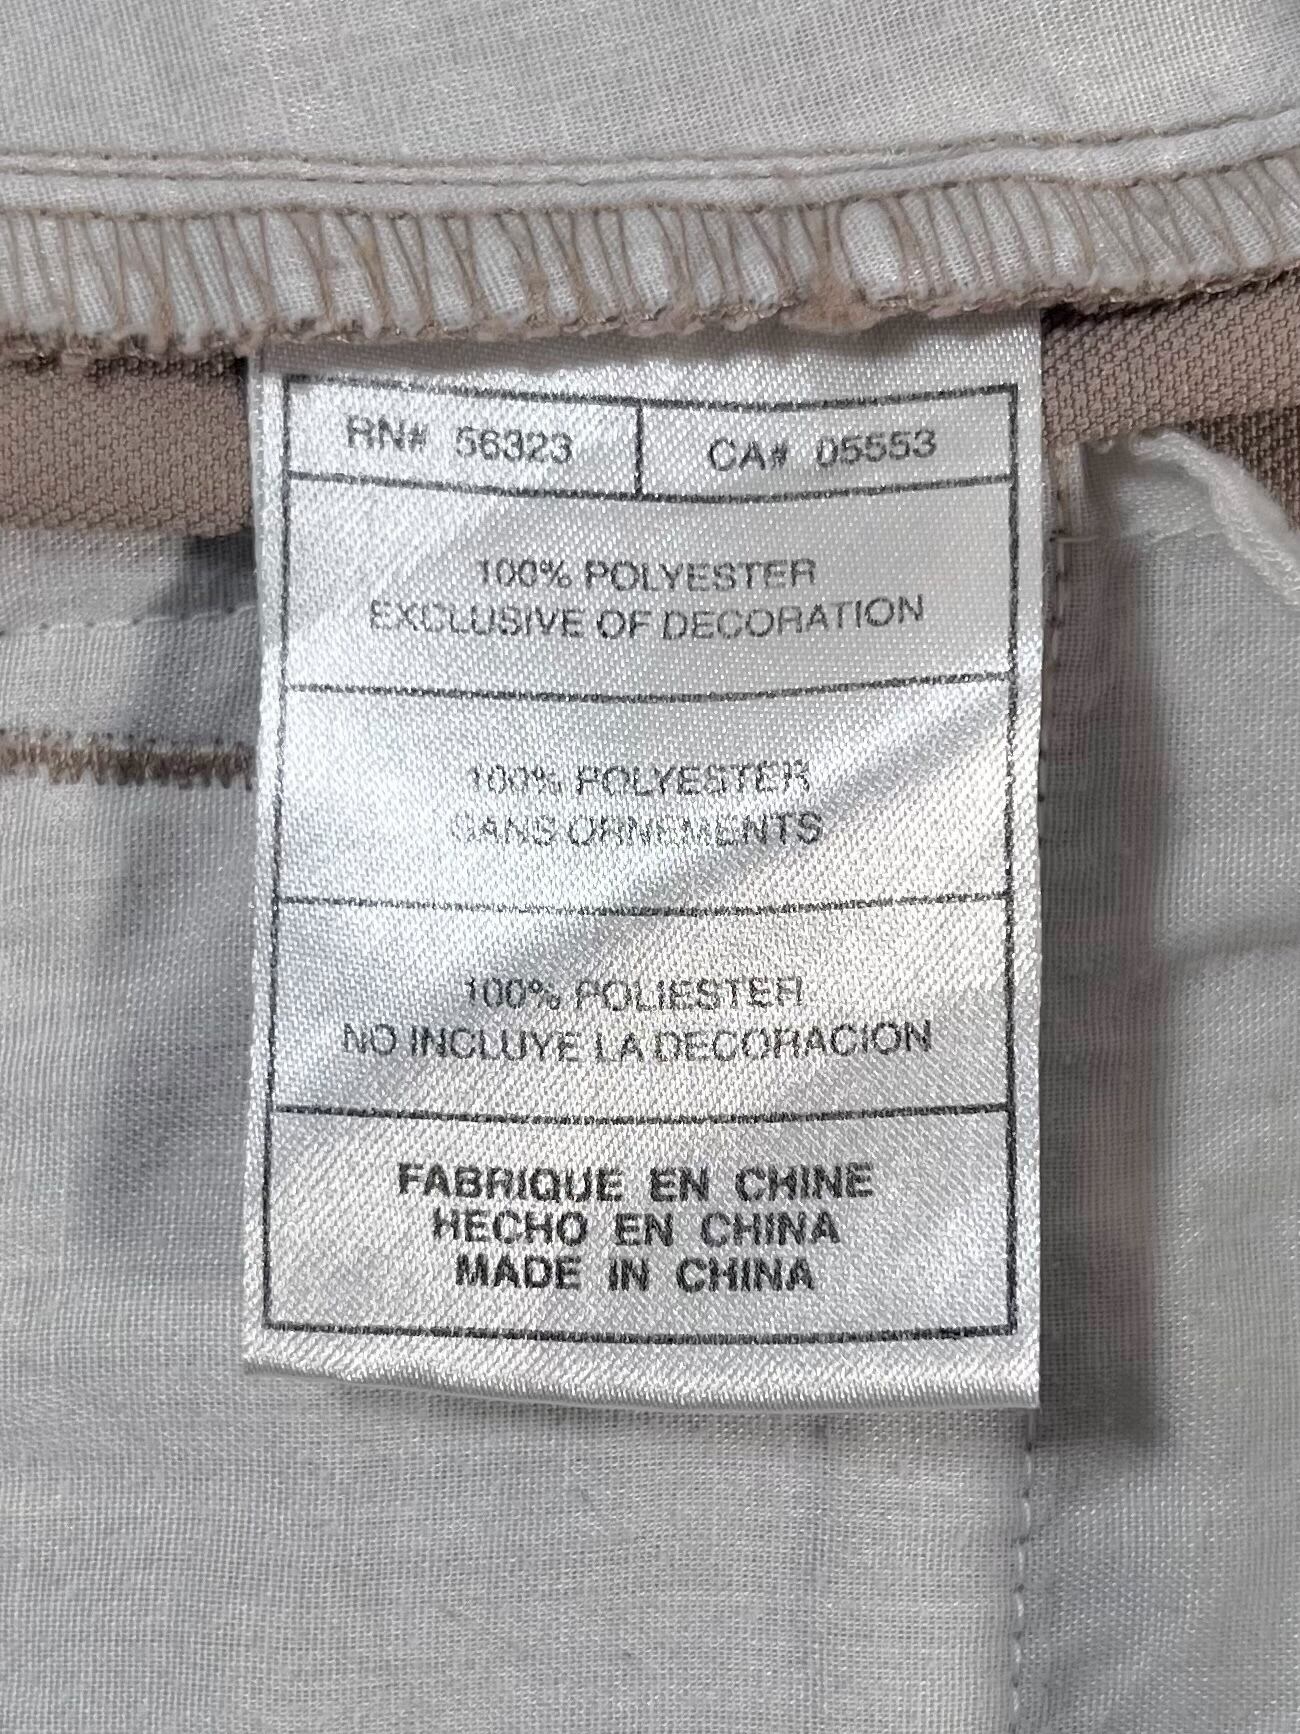 RN# 56323 CA# 05553
100% POLYESTER
EXCLUSIVE OF DECORATION
100% POLYESTER
SANS ORNEMENTS
100% POLIESTER
NO INCLUYE LA DECORACION
FABRIQUE EN CHINE
HECHO EN CHINA
MADE IN CHINA